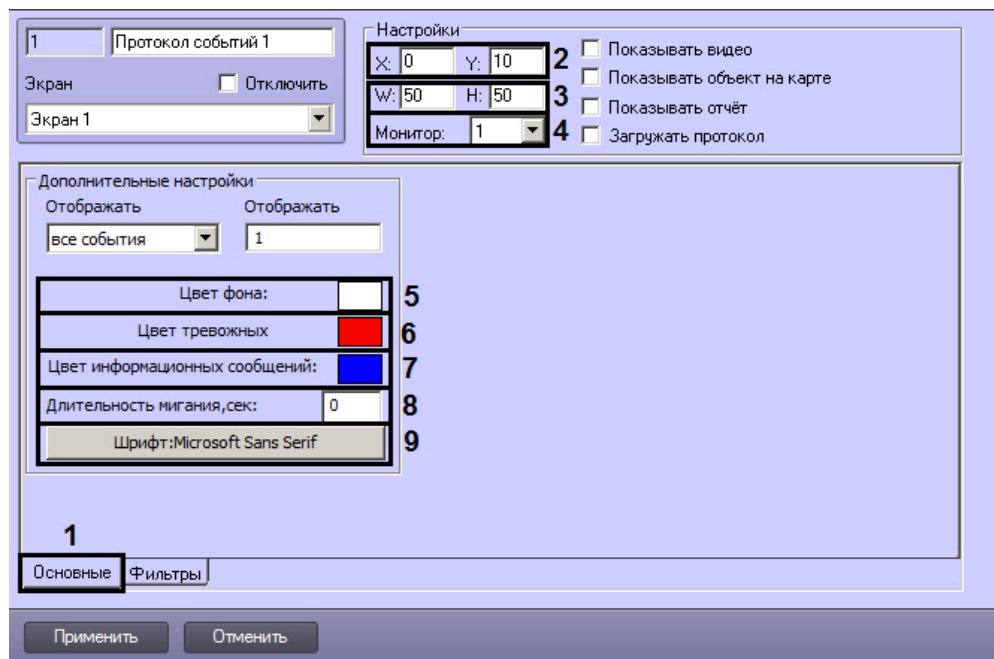 1 Протокол событий 1
Экран Отключить
Экран 1
Настройки
X: 0 Y: 10 2
W: 50 H: 50 3
Монитор: 1 4
Показывать видео
Показывать объект на карте
Показывать отчёт
Загружать протокол
Дополнительные настройки
Отображать Отображать
все события 1
Цвет фона: 5
Цвет тревожных 6
Цвет информационных сообщений: 7
Длительность мигания,сек: 0 8
Шрифт:Microsoft Sans Serif 9
1
Основные Фильтры
Применить Отменить